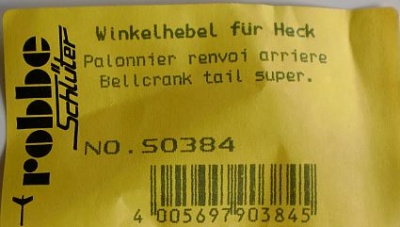 robbe
Schlüter
Winkelhebel für Heck
Palonnier renvoi arriere
Bellcrank tail super.
NO. S0384
4 005697 903845